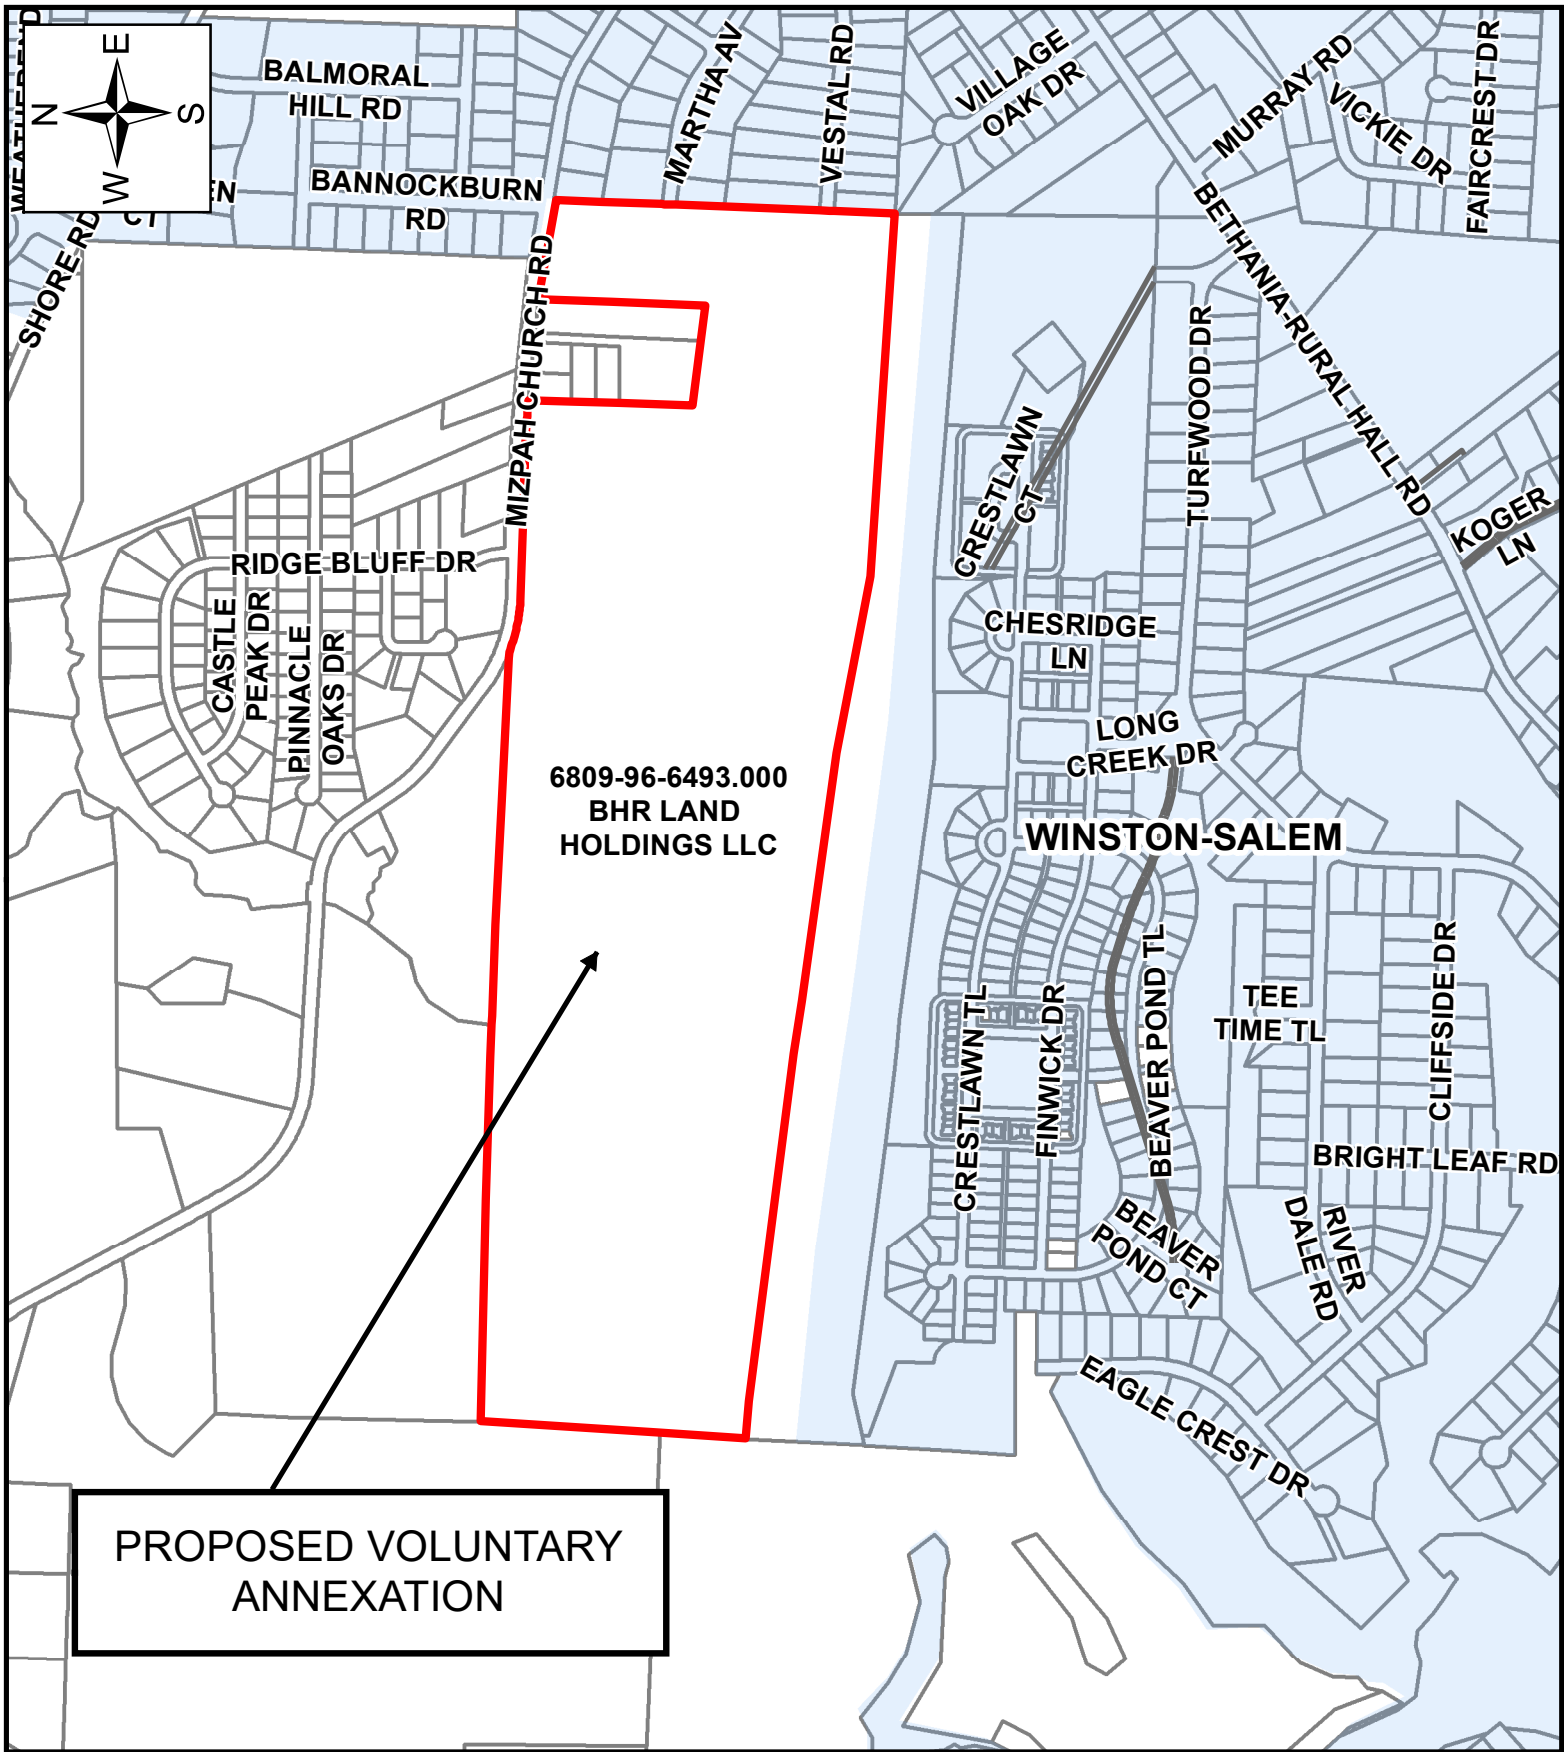 E
N
S
W
BALMORAL
HILL RD
BANNOCKBURN
RD
EN
CT
SHORE RD
MARTHA AV
VESTAL RD
VILLAGE
OAK DR
MURRAY RD
VICKIE DR
FAIRCREST DR
BETHANIA-RURAL HALL RD
MIZPAH CHURCH RD
TURFWOOD DR
CRESTLAWN
CT
KOGER
LN
RIDGE BLUFF DR
CASTLE
PEAK DR
PINNACLE
OAKS DR
CHESRIDGE
LN
LONG
CREEK DR
6809-96-6493.000
BHR LAND
HOLDINGS LLC
WINSTON-SALEM
BEAVER POND TL
TEE
TIME TL
CLIFFSIDE DR
CRESTLAWN TL
FINWICK DR
BRIGHT LEAF RD
BEAVER
POND CT
RIVER
DALE RD
EAGLE CREST DR
PROPOSED VOLUNTARY
ANNEXATION